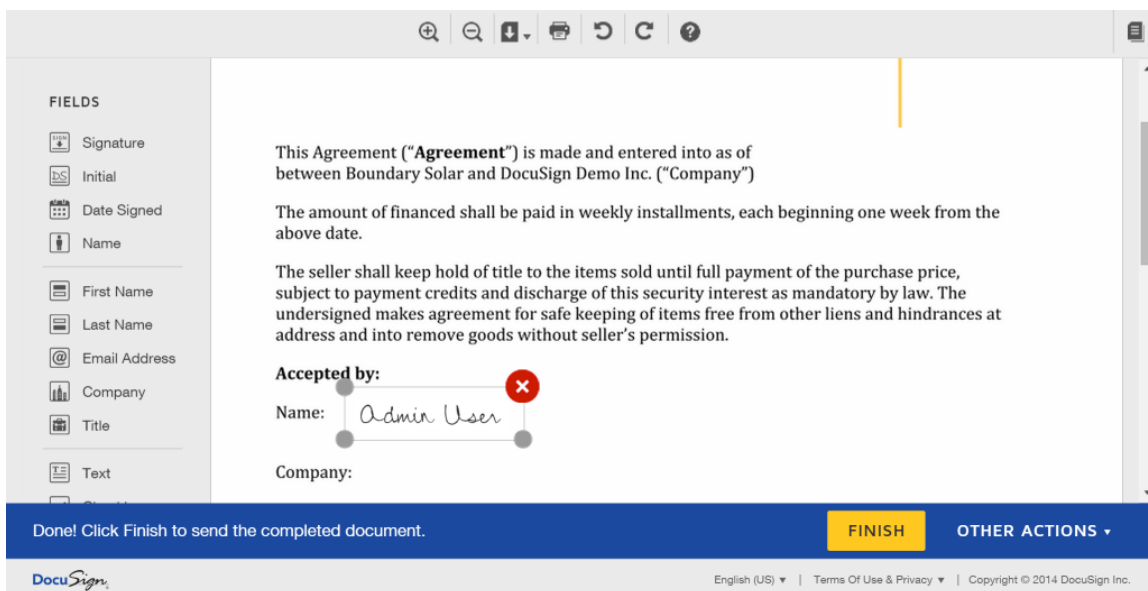 FIELDS
SIGN
Signature
DS
Initial
Date Signed
Name
First Name
Last Name
@
Email Address
Company
Title
T
Text
This Agreement (“Agreement”) is made and entered into as of
between Boundary Solar and DocuSign Demo Inc. (“Company”)
The amount of financed shall be paid in weekly installments, each beginning one week from the
above date.
The seller shall keep hold of title to the items sold until full payment of the purchase price,
subject to payment credits and discharge of this security interest as mandatory by law. The
undersigned makes agreement for safe keeping of items free from other liens and hindrances at
address and into remove goods without seller’s permission.
Accepted by:
Name: Admin User
Company:
Done! Click Finish to send the completed document.
FINISH
OTHER ACTIONS
DocuSign
English (US) | Terms Of Use & Privacy | Copyright © 2014 DocuSign Inc.